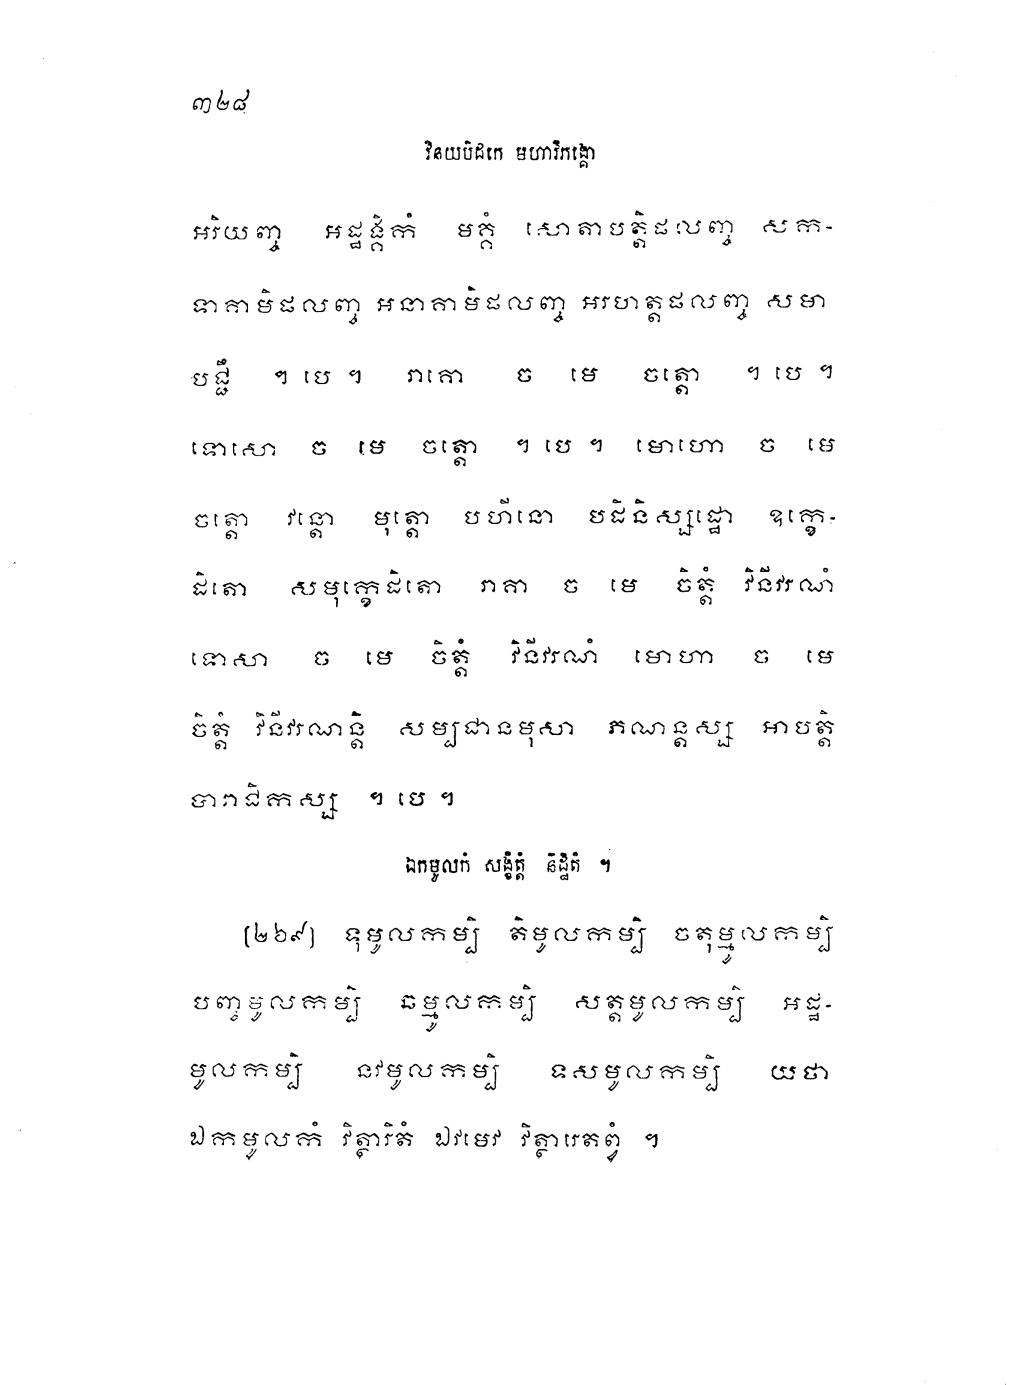 ៣២៨
វិនយបិដកេ មហាវិភង្គោ
អរិយញ្ច អដ្ឋង្គិកំ មគ្គំ សោតាបត្តិផលញ្ច សក-
ទាគាមិផលញ្ច អនាគាមិផលញ្ច អរហត្តផលញ្ច សមា
បជ្ជឹ ។ បេ ។ រាគោ ច មេ ចត្តោ ។ បេ ។
ទោសោ ច មេ ចត្តោ ។ បេ ។ មោហោ ច មេ
ចត្តោ វន្តោ មុត្តោ បហីនោ បដិនិស្សដ្ឋោ ឧក្ខេ-
ដិតោ សមុក្ខេដិតោ រាគា ច មេ ចិត្តំ វិនីវរណំ
ទោសា ច មេ ចិត្តំ វិនីវរណំ មោហា ច មេ
ចិត្តំ វិនីវរណន្តិ សម្បជានមុសា ភណន្តស្ស អាបត្តិ
បារាជិកស្ស ។ បេ ។
ឯកមូលកំ សង្ខិត្តំ និដ្ឋិតំ ។
[២៦៩] ទុមូលកម្បិ តិមូលកម្បិ ចតុម្មូលកម្បិ
បញ្ចមូលកម្បិ ឆម្មូលកម្បិ សត្តមូលកម្បិ អដ្ឋ-
មូលកម្បិ នវមូលកម្បិ ទសមូលកម្បិ យថា
ឯកមូលកំ វិត្ថារិតំ ឯវមេវ វិត្ថារេតព្វំ ។